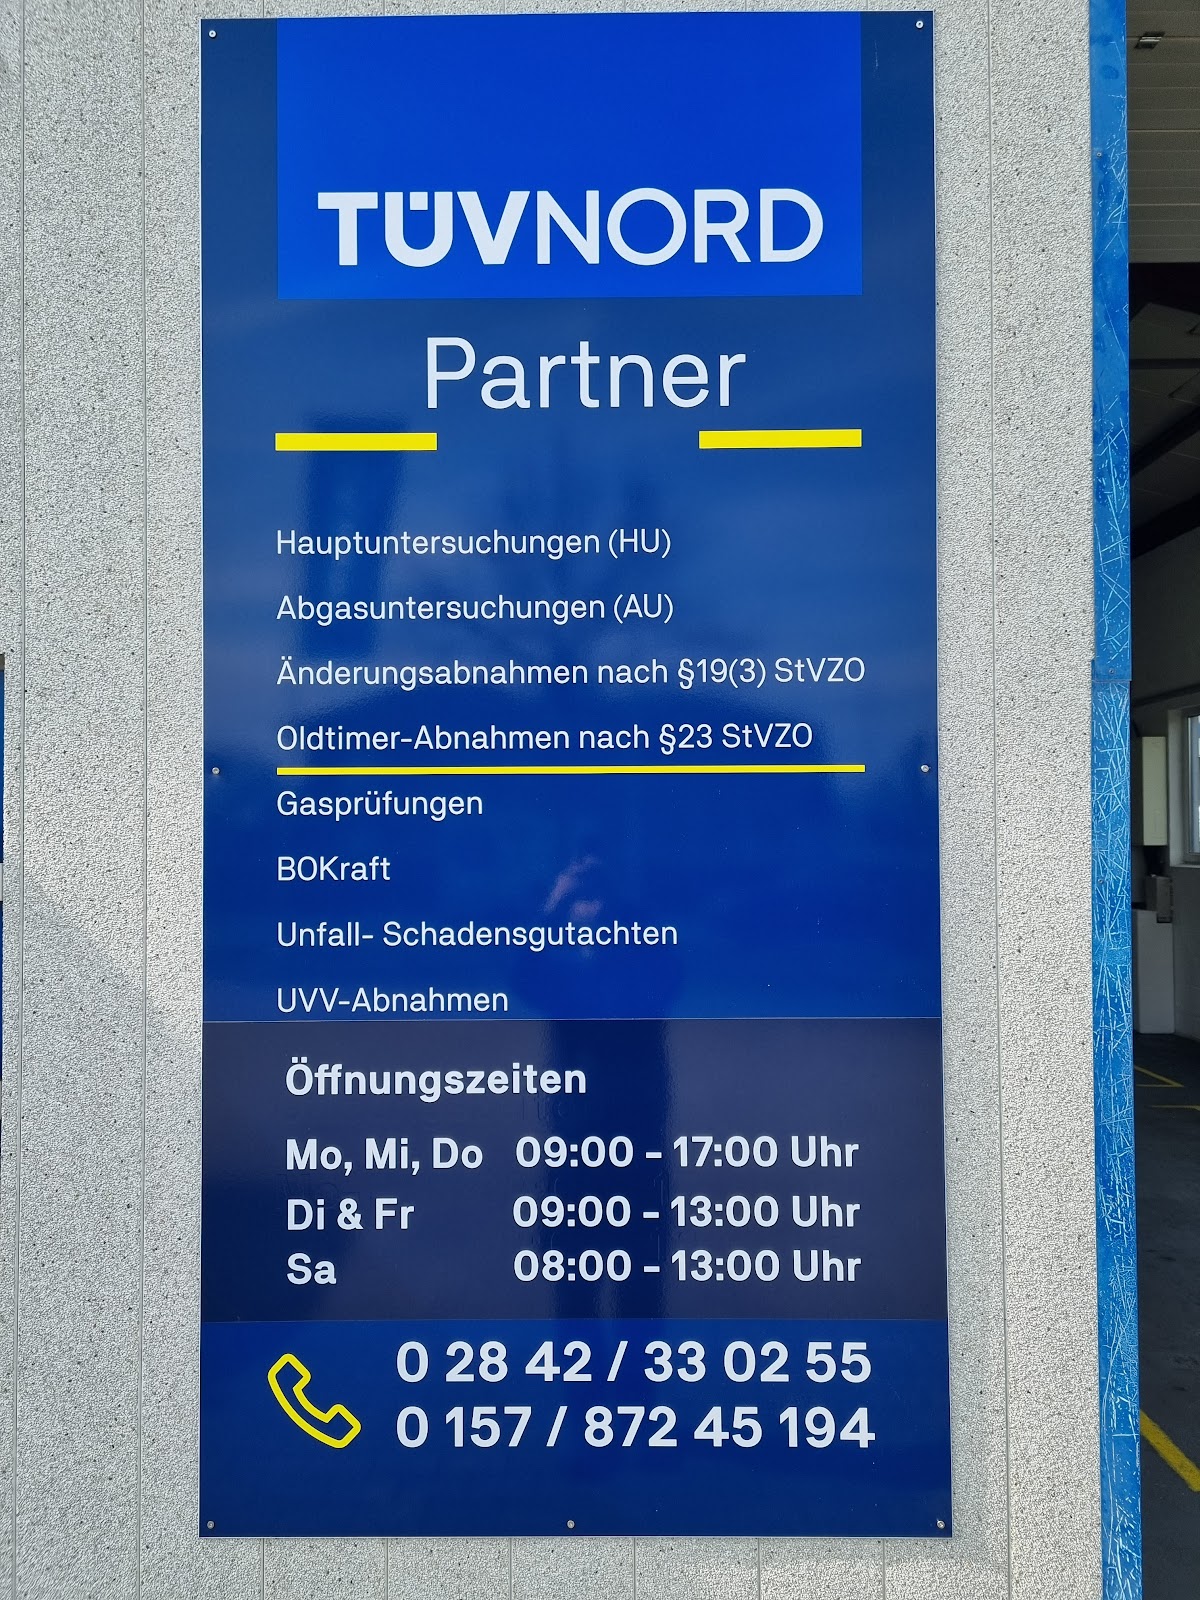 TÜVNORD
Partner
Hauptuntersuchungen (HU)
Abgasuntersuchungen (AU)
Änderungsabnahmen nach §19(3) StVZO
Oldtimer-Abnahmen nach §23 StVZO
Gasprüfungen
BOKraft
Unfall- Schadensgutachten
UVV-Abnahmen
Öffnungszeiten
Mo, Mi, Do 09:00 - 17:00 Uhr
Di & Fr 09:00 - 13:00 Uhr
Sa 08:00 - 13:00 Uhr
0 28 42 / 33 02 55
0 157 / 872 45 194